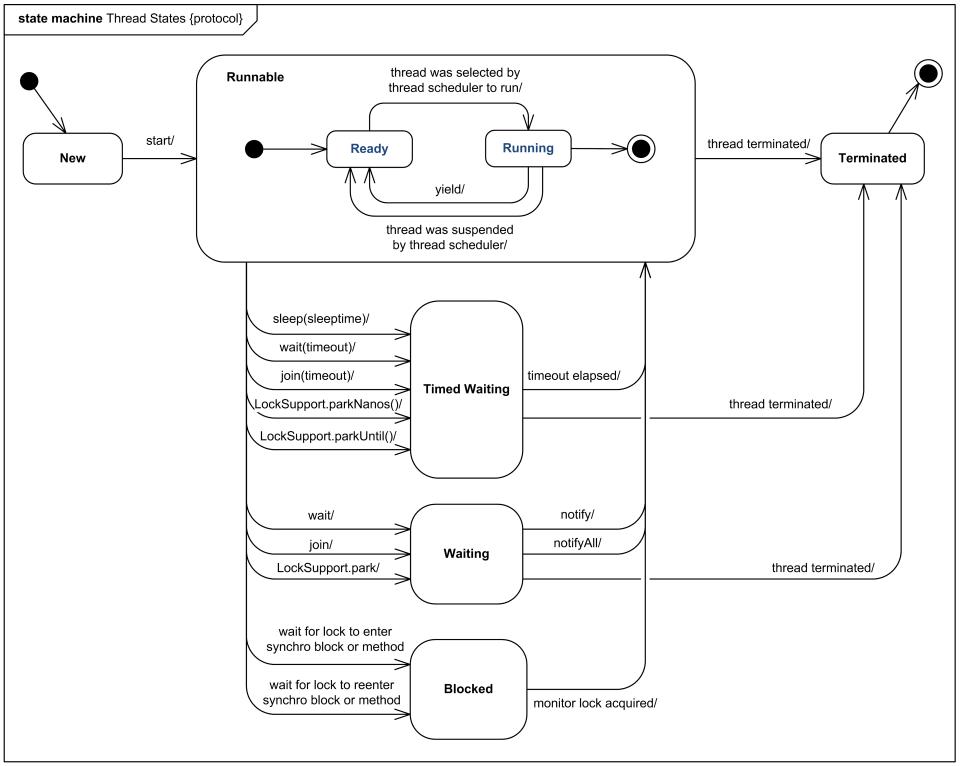 state machine Thread States {protocol}
Runnable
thread was selected by
thread scheduler to run/
New
start/
Ready
Running
yield/
thread was suspended
by thread scheduler/
thread terminated/
Terminated
sleep(sleeptime)/
wait(timeout)/
join(timeout)/
LockSupport.parkNanos()/
LockSupport.parkUntil()/
Timed Waiting
timeout elapsed/
thread terminated/
wait/
join/
LockSupport.park/
Waiting
notify/
notifyAll/
thread terminated/
wait for lock to enter
synchro block or method
wait for lock to reenter
synchro block or method
Blocked
monitor lock acquired/